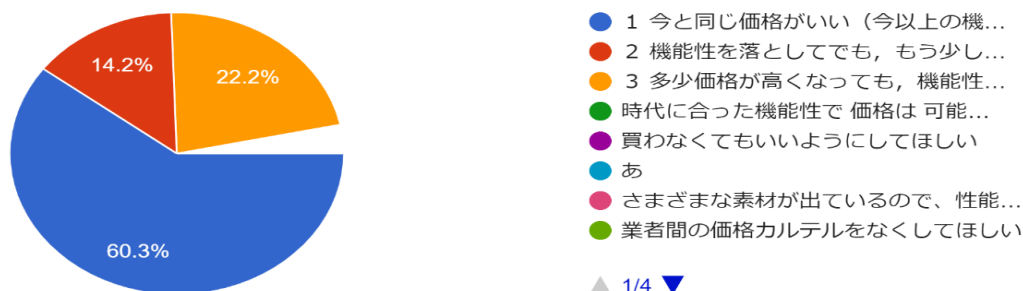 14.2%
22.2%
60.3%
1 今と同じ価格がいい（今以上の機...
2 機能性を落としてでも，もう少し...
3 多少価格が高くなっても，機能性...
時代に合った機能性で 価格は 可能...
買わなくてもいいようにしてほしい
あ
さまざまな素材が出ているので、性能...
業者間の価格カルテルをなくしてほしい
1/4